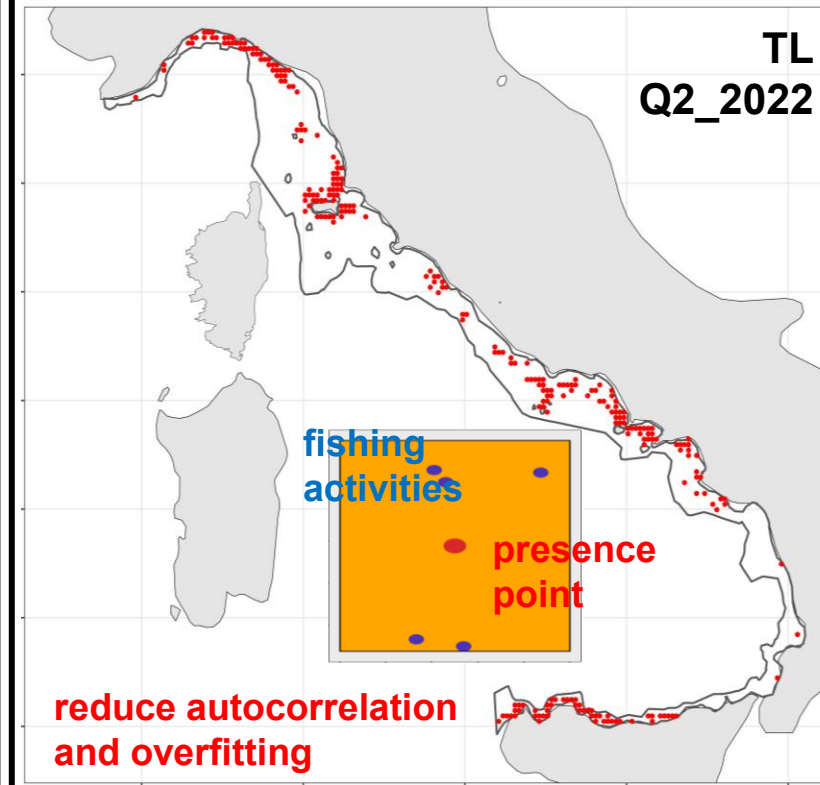 TL
Q2_2022
fishing
activities
presence
point
reduce autocorrelation
and overfitting